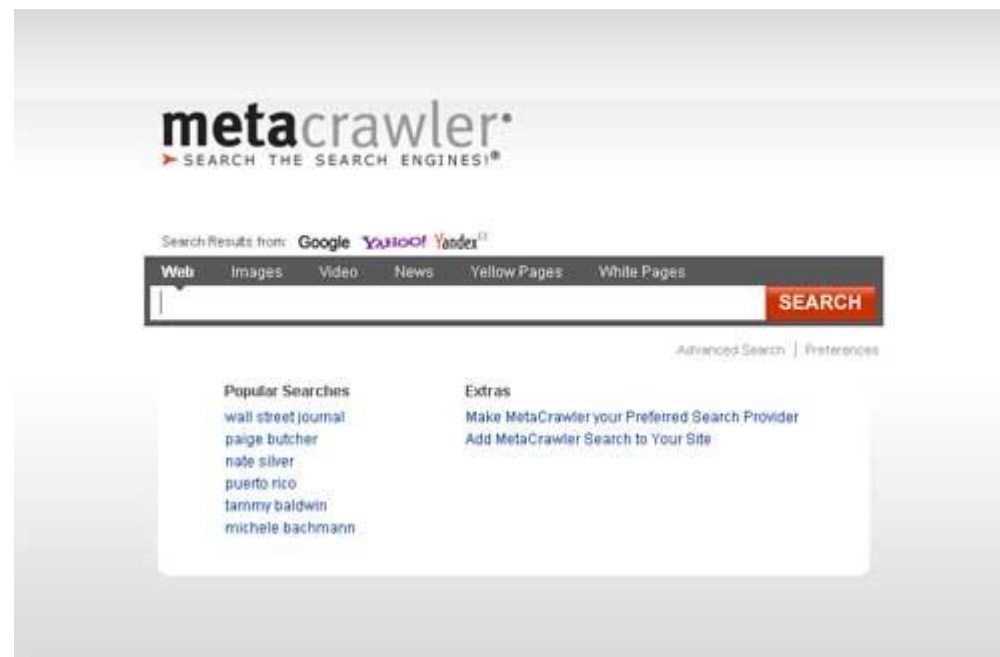 metacrawler
SEARCH THE SEARCH ENGINES!®
Search Results from: Google YAHOO! Yandex
Web Images Video News Yellow Pages White Pages
SEARCH
Advanced Search | Preferences
Popular Searches
wall street journal
paige butcher
nate silver
puerto rico
tammy baldwin
michele bachmann
Extras
Make MetaCrawler your Preferred Search Provider
Add MetaCrawler Search to Your Site